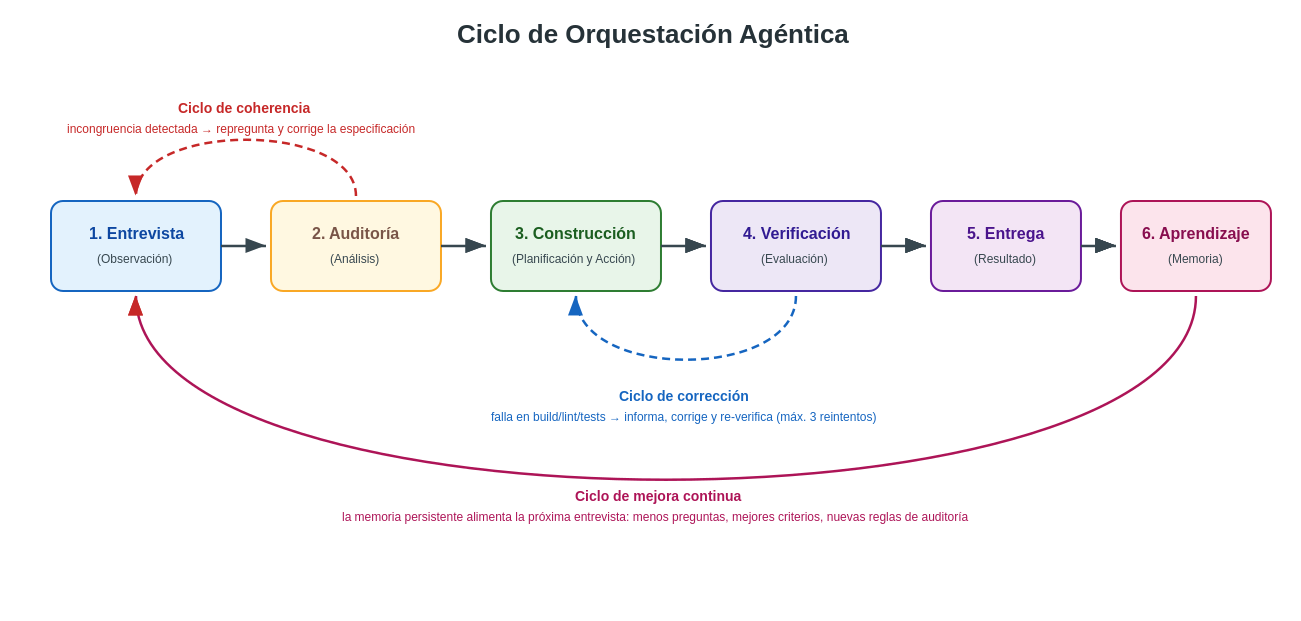 Ciclo de Orquestación Agéntica
Ciclo de coherencia
incongruencia detectada → repregunta y corrige la especificación
1. Entrevista
(Observación)
2. Auditoría
(Análisis)
3. Construcción
(Planificación y Acción)
4. Verificación
(Evaluación)
5. Entrega
(Resultado)
6. Aprendizaje
(Memoria)
Ciclo de corrección
falla en build/lint/tests → informa, corrige y re-verifica (máx. 3 reintentos)
Ciclo de mejora continua
la memoria persistente alimenta la próxima entrevista: menos preguntas, mejores criterios, nuevas reglas de auditoría